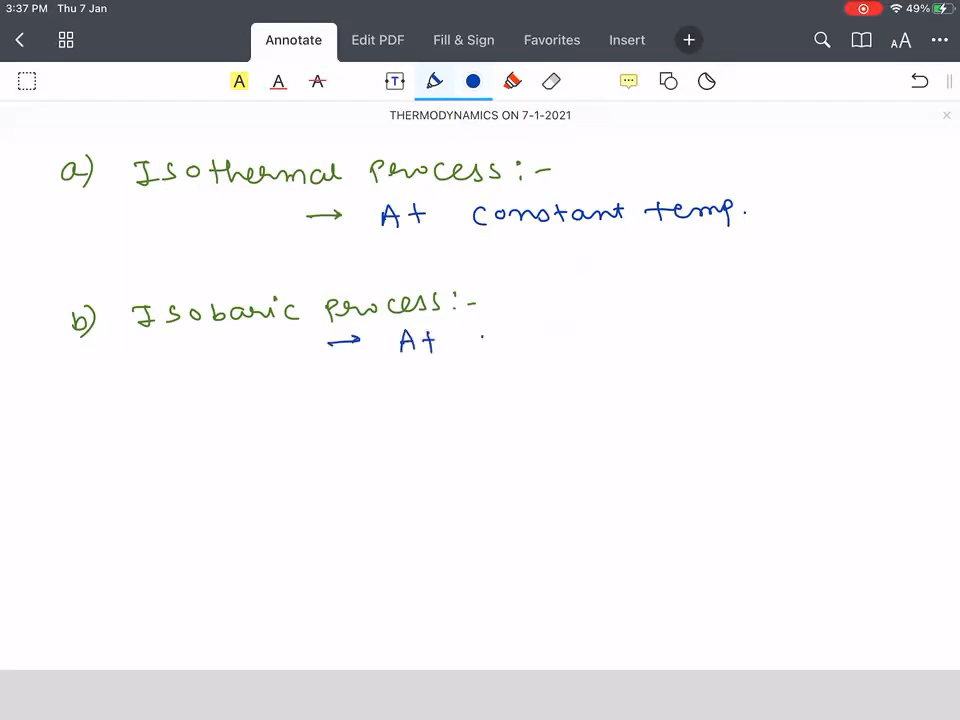 3:37 PM Thu 7 Jan 49%
Annotate Edit PDF Fill & Sign Favorites Insert AA
A A A T
THERMODYNAMICS ON 7-1-2021
a) Isothermal process:-
→ At constant temp.
b) Isobaric process:-
→ At